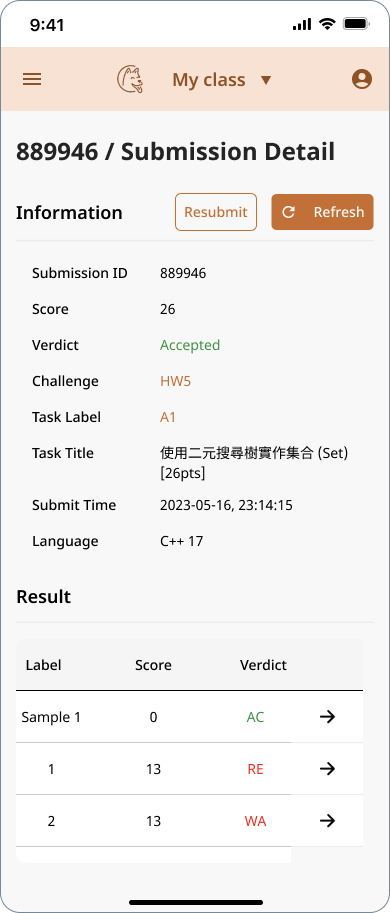 9:41
My class
889946 / Submission Detail
Information Resubmit Refresh
Submission ID 889946
Score 26
Verdict Accepted
Challenge HW5
Task Label A1
Task Title 使用二元搜尋樹實作集合 (Set)
[26pts]
Submit Time 2023-05-16, 23:14:15
Language C++ 17
Result
Label Score Verdict
Sample 1 0 AC
1 13 RE
2 13 WA